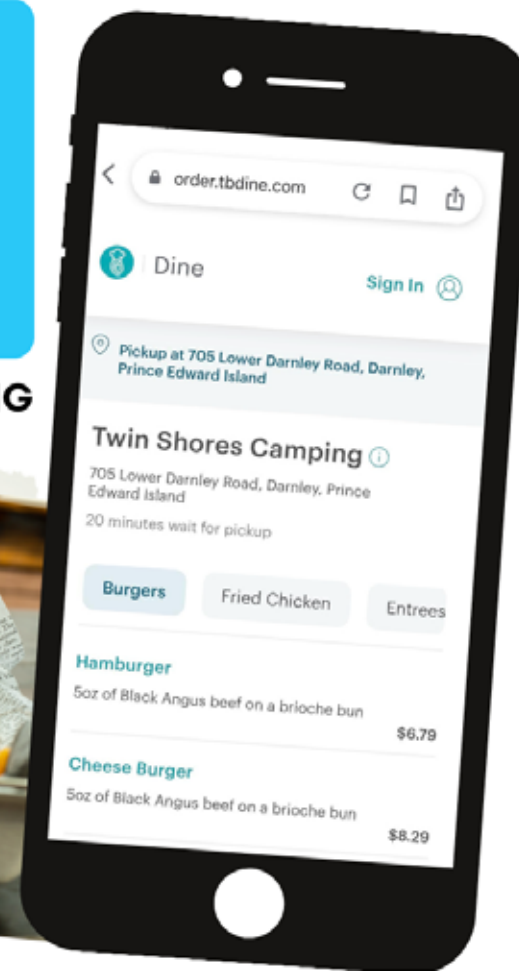 G
order.tbdine.com
Dine
Sign In
Pickup at 705 Lower Darnley Road, Darnley,
Prince Edward Island
Twin Shores Camping
705 Lower Darnley Road, Darnley, Prince
Edward Island
20 minutes wait for pickup
Burgers
Fried Chicken
Entrees
Hamburger
5oz of Black Angus beef on a brioche bun
$6.79
Cheese Burger
5oz of Black Angus beef on a brioche bun
$8.29